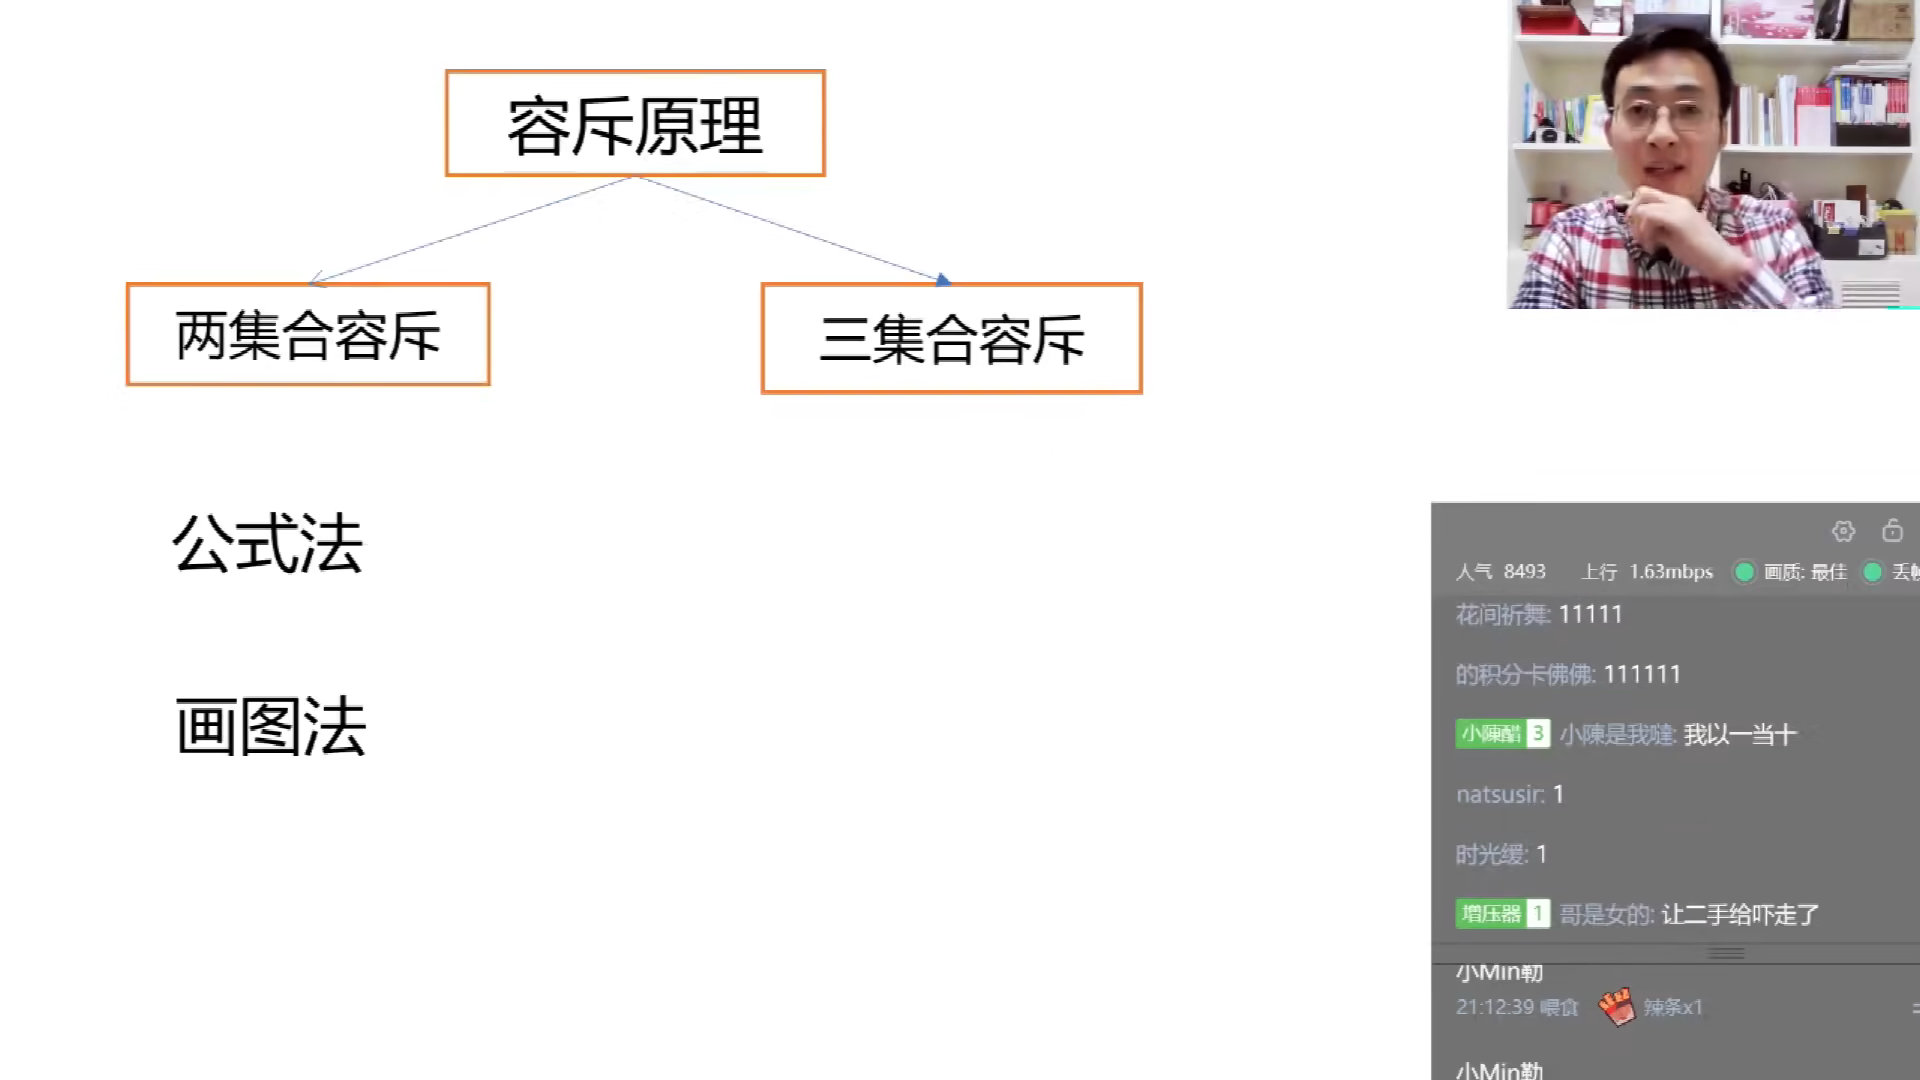 容斥原理
两集合容斥
三集合容斥
公式法
画图法
人气 8493 上行 1.63mbps 画质: 最佳
花间祈舞: 11111
的积分卡佛佛: 111111
小陳醋 3 小陳是我噠: 我以一当十
natsusir: 1
时光缓: 1
增压器 1 哥是女的: 让二手给吓走了
小Min勒
21:12:39 喂食 辣条x1
小Min勒